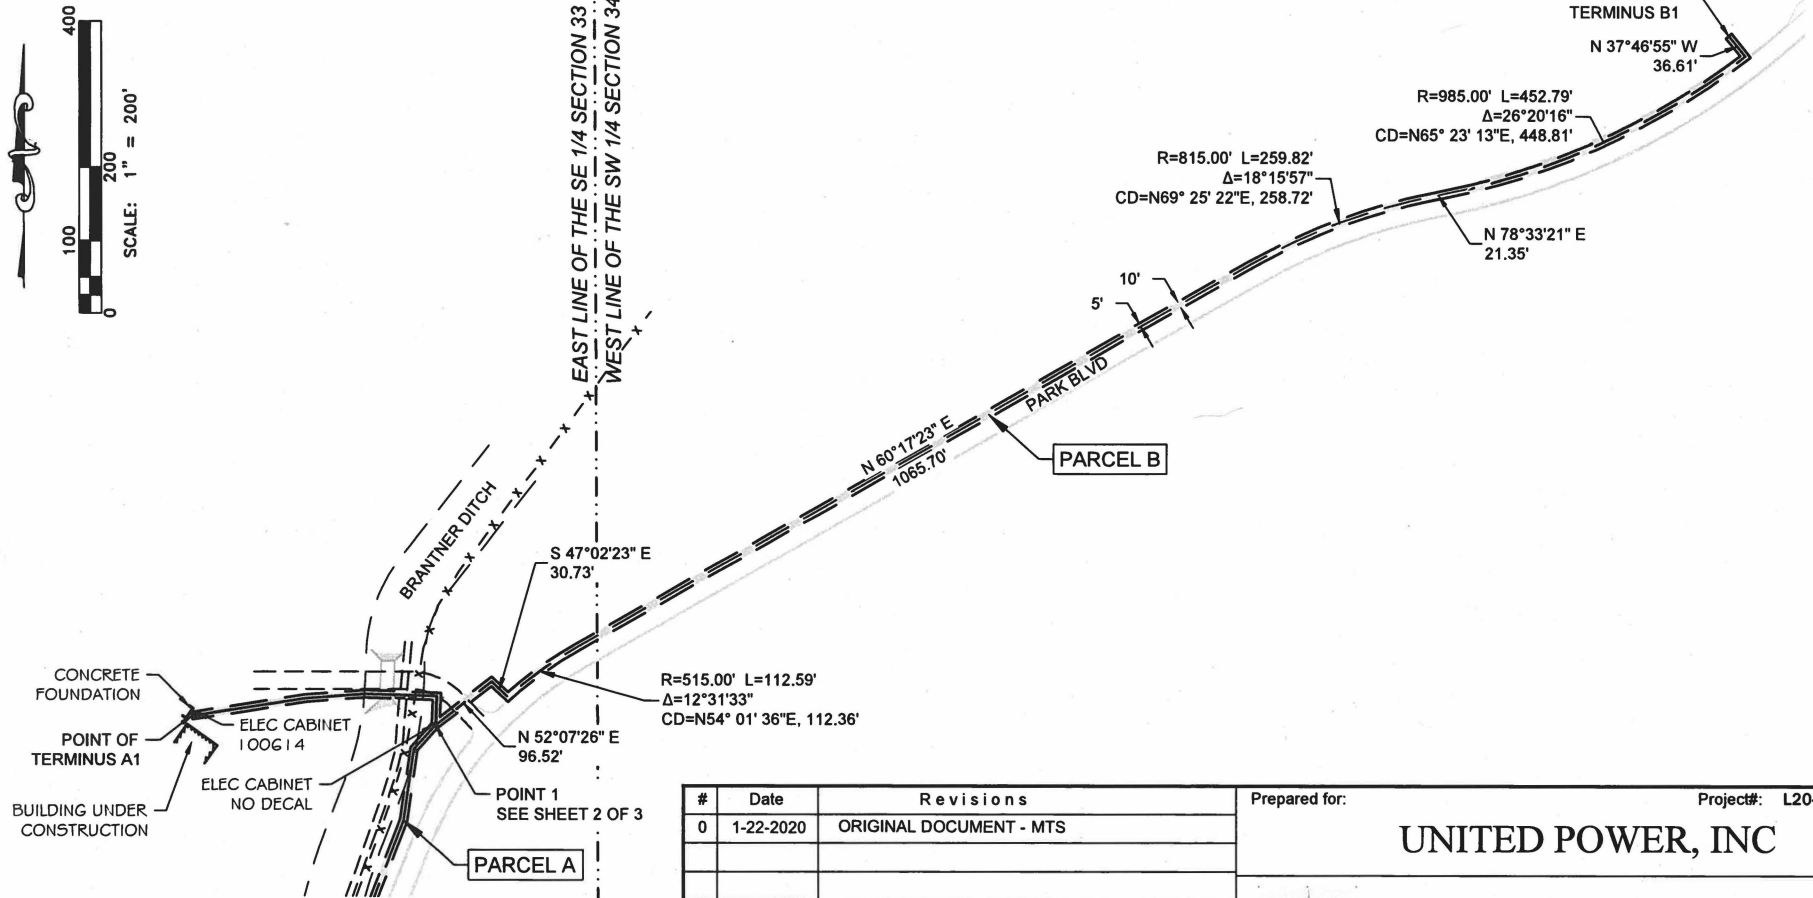 400
200
100
0
SCALE: 1" = 200'
EAST LINE OF THE SE 1/4 SECTION 33
WEST LINE OF THE SW 1/4 SECTION 34
TERMINUS B1
N 37°46'55" W
36.61'
R=985.00' L=452.79'
Δ=26°20'16"
CD=N65° 23' 13"E, 448.81'
R=815.00' L=259.82'
Δ=18°15'57"
CD=N69° 25' 22"E, 258.72'
N 78°33'21" E
21.35'
10'
5'
PARK BLVD
N 60°17'23" E
1065.70'
PARCEL B
BRANTNER DITCH
S 47°02'23" E
30.73'
R=515.00' L=112.59'
Δ=12°31'33"
CD=N54° 01' 36"E, 112.36'
CONCRETE
FOUNDATION
ELEC CABINET
100614
POINT OF
TERMINUS A1
N 52°07'26" E
96.52'
ELEC CABINET
NO DECAL
BUILDING UNDER
CONSTRUCTION
POINT 1
SEE SHEET 2 OF 3
PARCEL A
# Date Revisions
0 1-22-2020 ORIGINAL DOCUMENT - MTS
Prepared for: Project#: L20-
UNITED POWER, INC